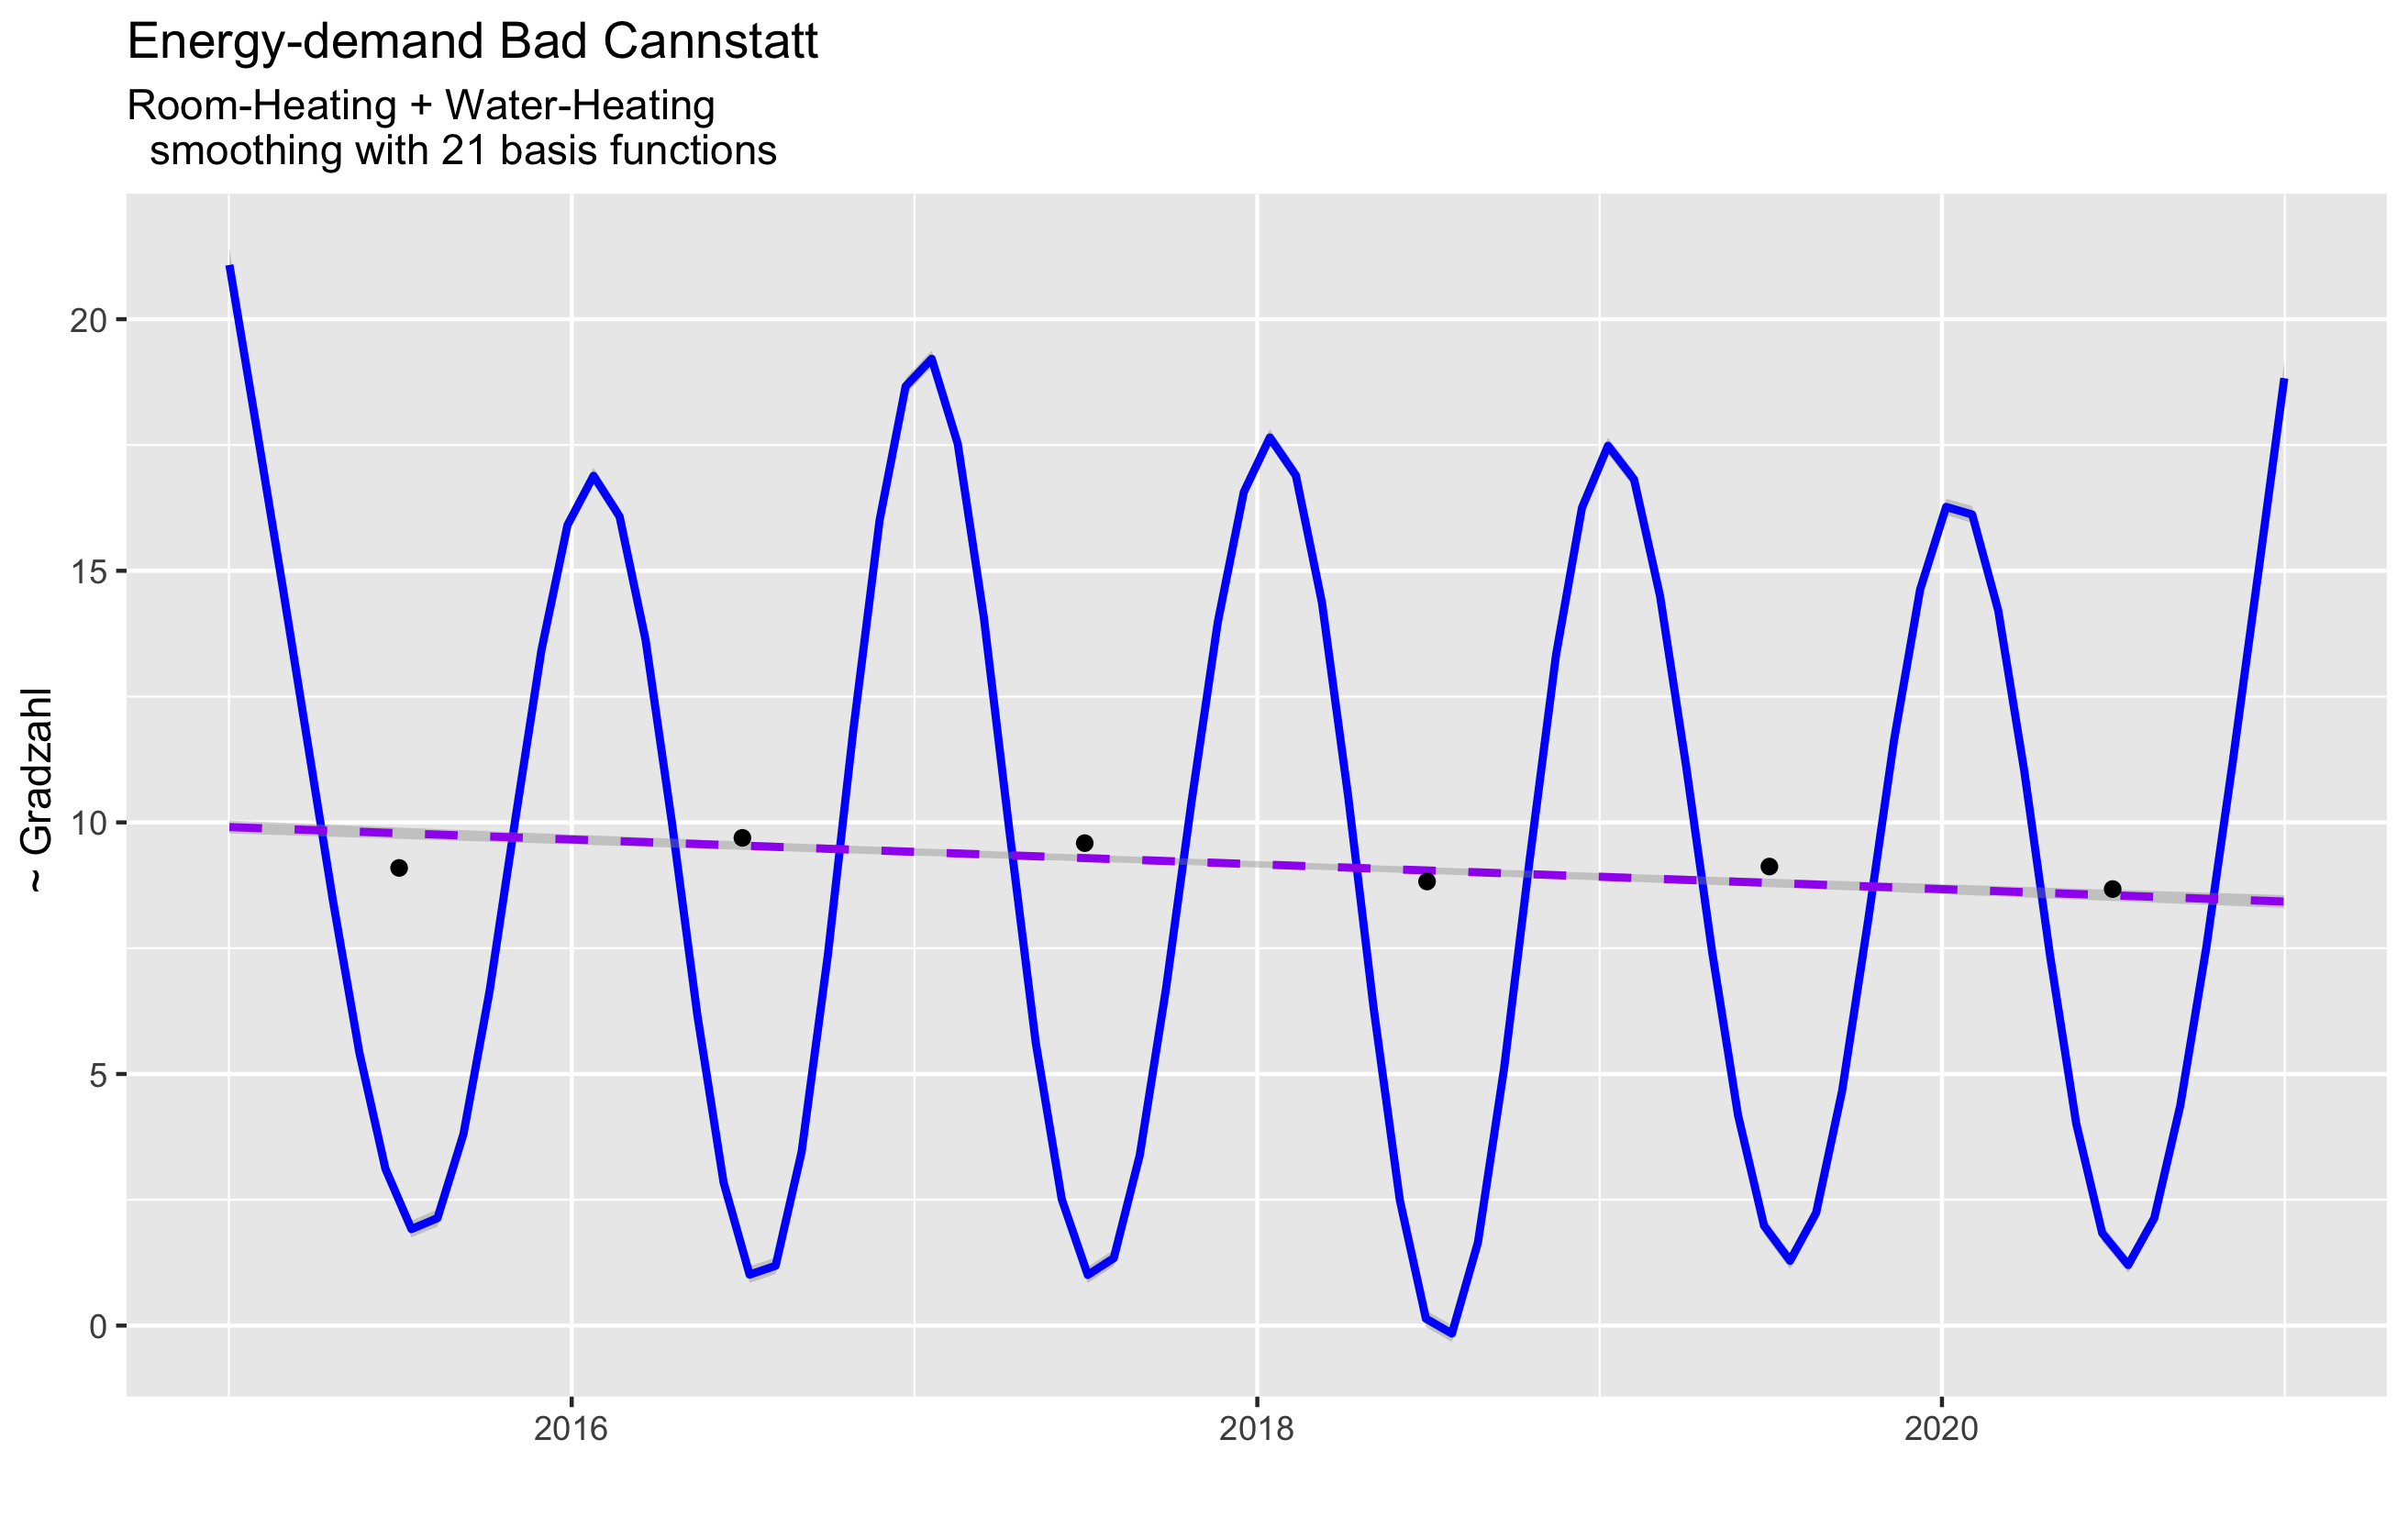 Energy-demand Bad Cannstatt
Room-Heating + Water-Heating
smoothing with 21 basis functions
~ Gradzahl
20
15
10
5
0
2016
2018
2020